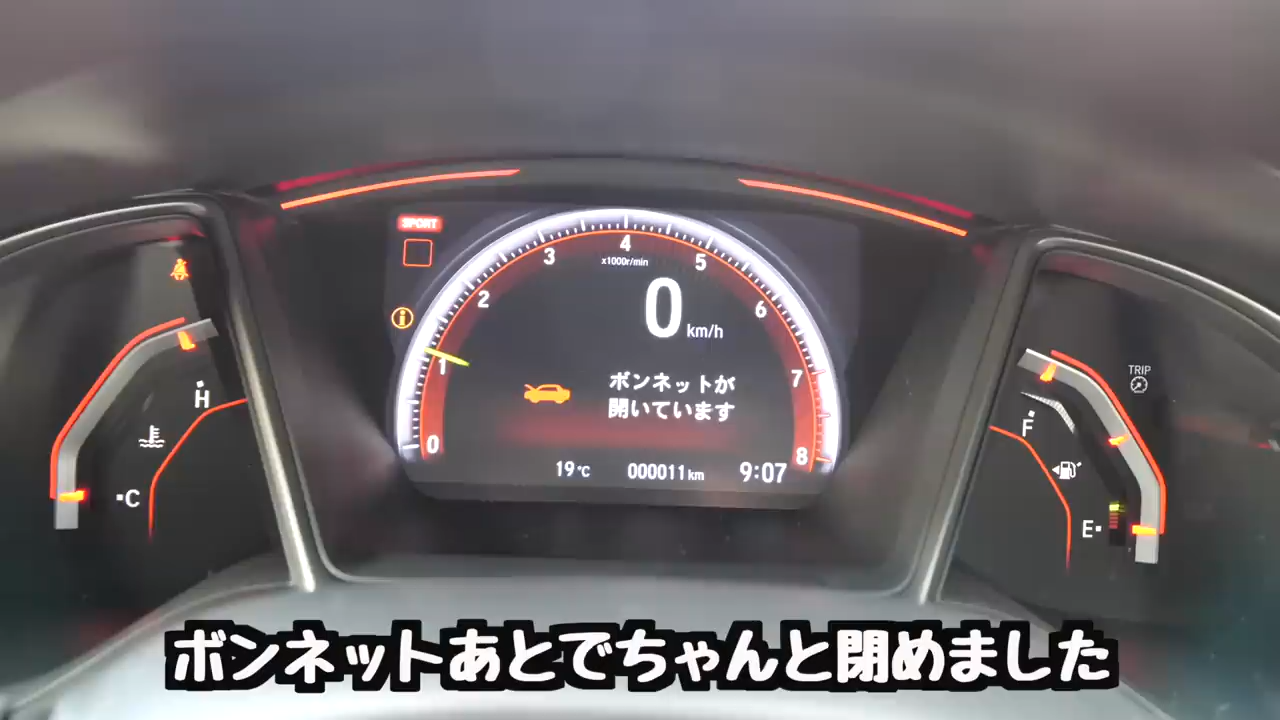 SPORT
4
x1000r/min
3
5
2
6
0
km/h
1
TRIP
7
ボンネットが
開いています
H
F
0
8
19℃
000011km
9:07
C
E
ボンネットあとでちゃんと閉めました